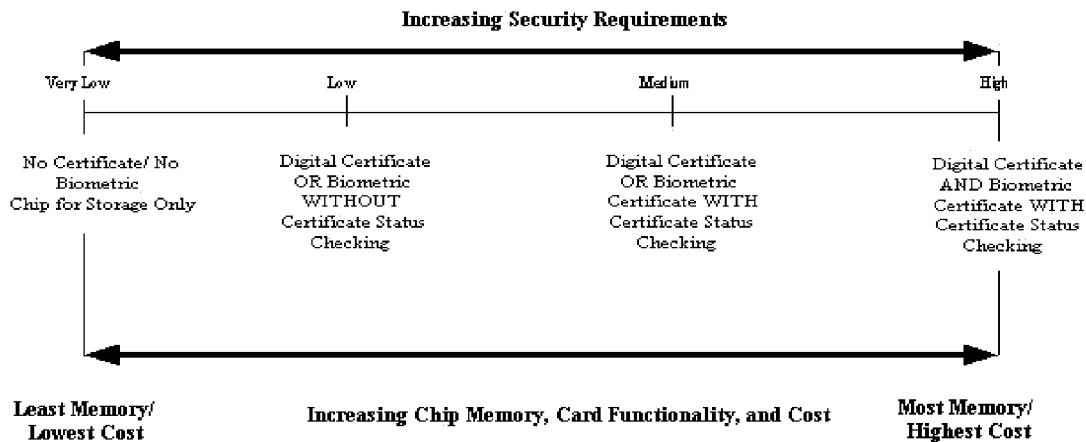 Increasing Security Requirements
Very Low
Low
Medium
High
No Certificate/ No
Biometric
Chip for Storage Only
Digital Certificate
OR Biometric
WITHOUT
Certificate Status
Checking
Digital Certificate
OR Biometric
Certificate WITH
Certificate Status
Checking
Digital Certificate
AND Biometric
Certificate WITH
Certificate Status
Checking
Least Memory/
Lowest Cost
Increasing Chip Memory, Card Functionality, and Cost
Most Memory/
Highest Cost